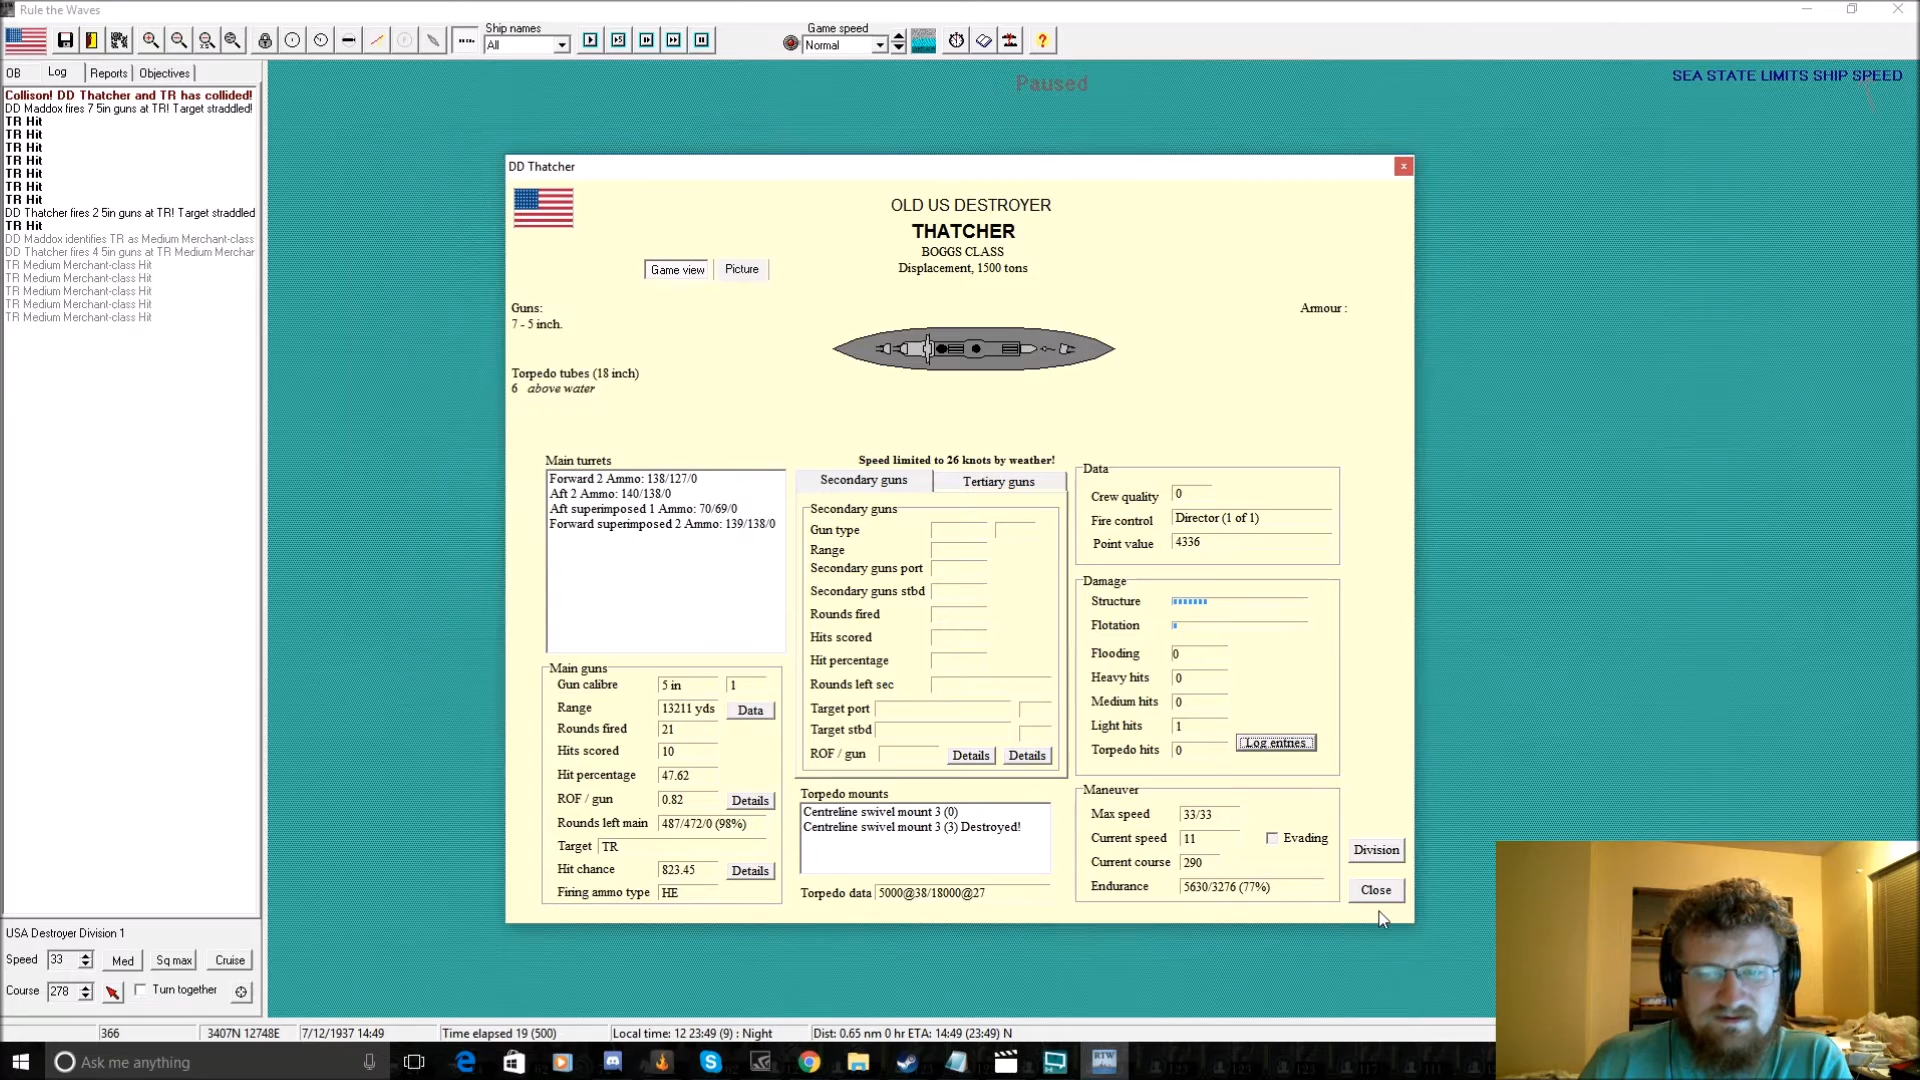 Rule the Waves
Ship names
All
Game speed
Normal
OB
Log
Reports
Objectives
Collison! DD Thatcher and TR has collided!
DD Maddox fires 7 5in guns at TR! Target straddled!
TR Hit
TR Hit
TR Hit
TR Hit
TR Hit
TR Hit
TR Hit
DD Thatcher fires 2 5in guns at TR! Target straddled
TR Hit
DD Maddox identifies TR as Medium Merchant-class
DD Thatcher fires 4 5in guns at TR Medium Merchar
TR Medium Merchant-class Hit
TR Medium Merchant-class Hit
TR Medium Merchant-class Hit
TR Medium Merchant-class Hit
TR Medium Merchant-class Hit
Paused
SEA STATE LIMITS SHIP SPEED
DD Thatcher
OLD US DESTROYER
THATCHER
BOGGS CLASS
Displacement, 1500 tons
Game view
Picture
Guns:
7 - 5 inch.
Armour :
Torpedo tubes (18 inch)
6 above water
Main turrets
Forward 2 Ammo: 138/127/0
Aft 2 Ammo: 140/138/0
Aft superimposed 1 Ammo: 70/69/0
Forward superimposed 2 Ammo: 139/138/0
Speed limited to 26 knots by weather!
Secondary guns
Tertiary guns
Secondary guns
Gun type
Range
Secondary guns port
Secondary guns stbd
Rounds fired
Hits scored
Hit percentage
Rounds left sec
Target port
Target stbd
ROF / gun
Details
Details
Main guns
Gun calibre 5 in 1
Range 13211 yds Data
Rounds fired 21
Hits scored 10
Hit percentage 47.62
ROF / gun 0.82 Details
Rounds left main 487/472/0 (98%)
Target TR
Hit chance 823.45 Details
Firing ammo type HE
Torpedo mounts
Centreline swivel mount 3 (0)
Centreline swivel mount 3 (3) Destroyed!
Torpedo data 5000@38/18000@27
Data
Crew quality 0
Fire control Director (1 of 1)
Point value 4336
Damage
Structure
Flotation
Flooding 0
Heavy hits 0
Medium hits 0
Light hits 1
Torpedo hits 0
Log entries
Maneuver
Max speed 33/33
Current speed 11 Evading
Current course 290
Endurance 5630/3276 (77%)
Division
Close
USA Destroyer Division 1
Speed 33 Med Sq max Cruise
Course 278 Turn together
366
3407N 12748E
7/12/1937 14:49
Time elapsed 19 (500)
Local time: 12 23:49 (9) : Night
Dist: 0.65 nm 0 hr ETA: 14:49 (23:49) N
Ask me anything
RTW